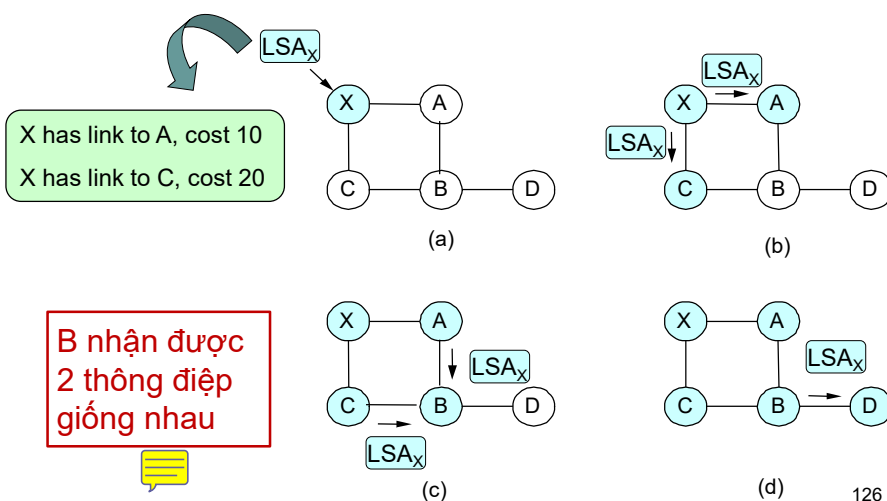 LSAX
X has link to A, cost 10
X has link to C, cost 20
X
A
C
B
D
(a)
LSAX
X
A
LSAX
C
B
D
(b)
B nhận được
2 thông điệp
giống nhau
X
A
LSAX
C
B
D
LSAX
(c)
X
A
LSAX
C
B
D
(d)
126